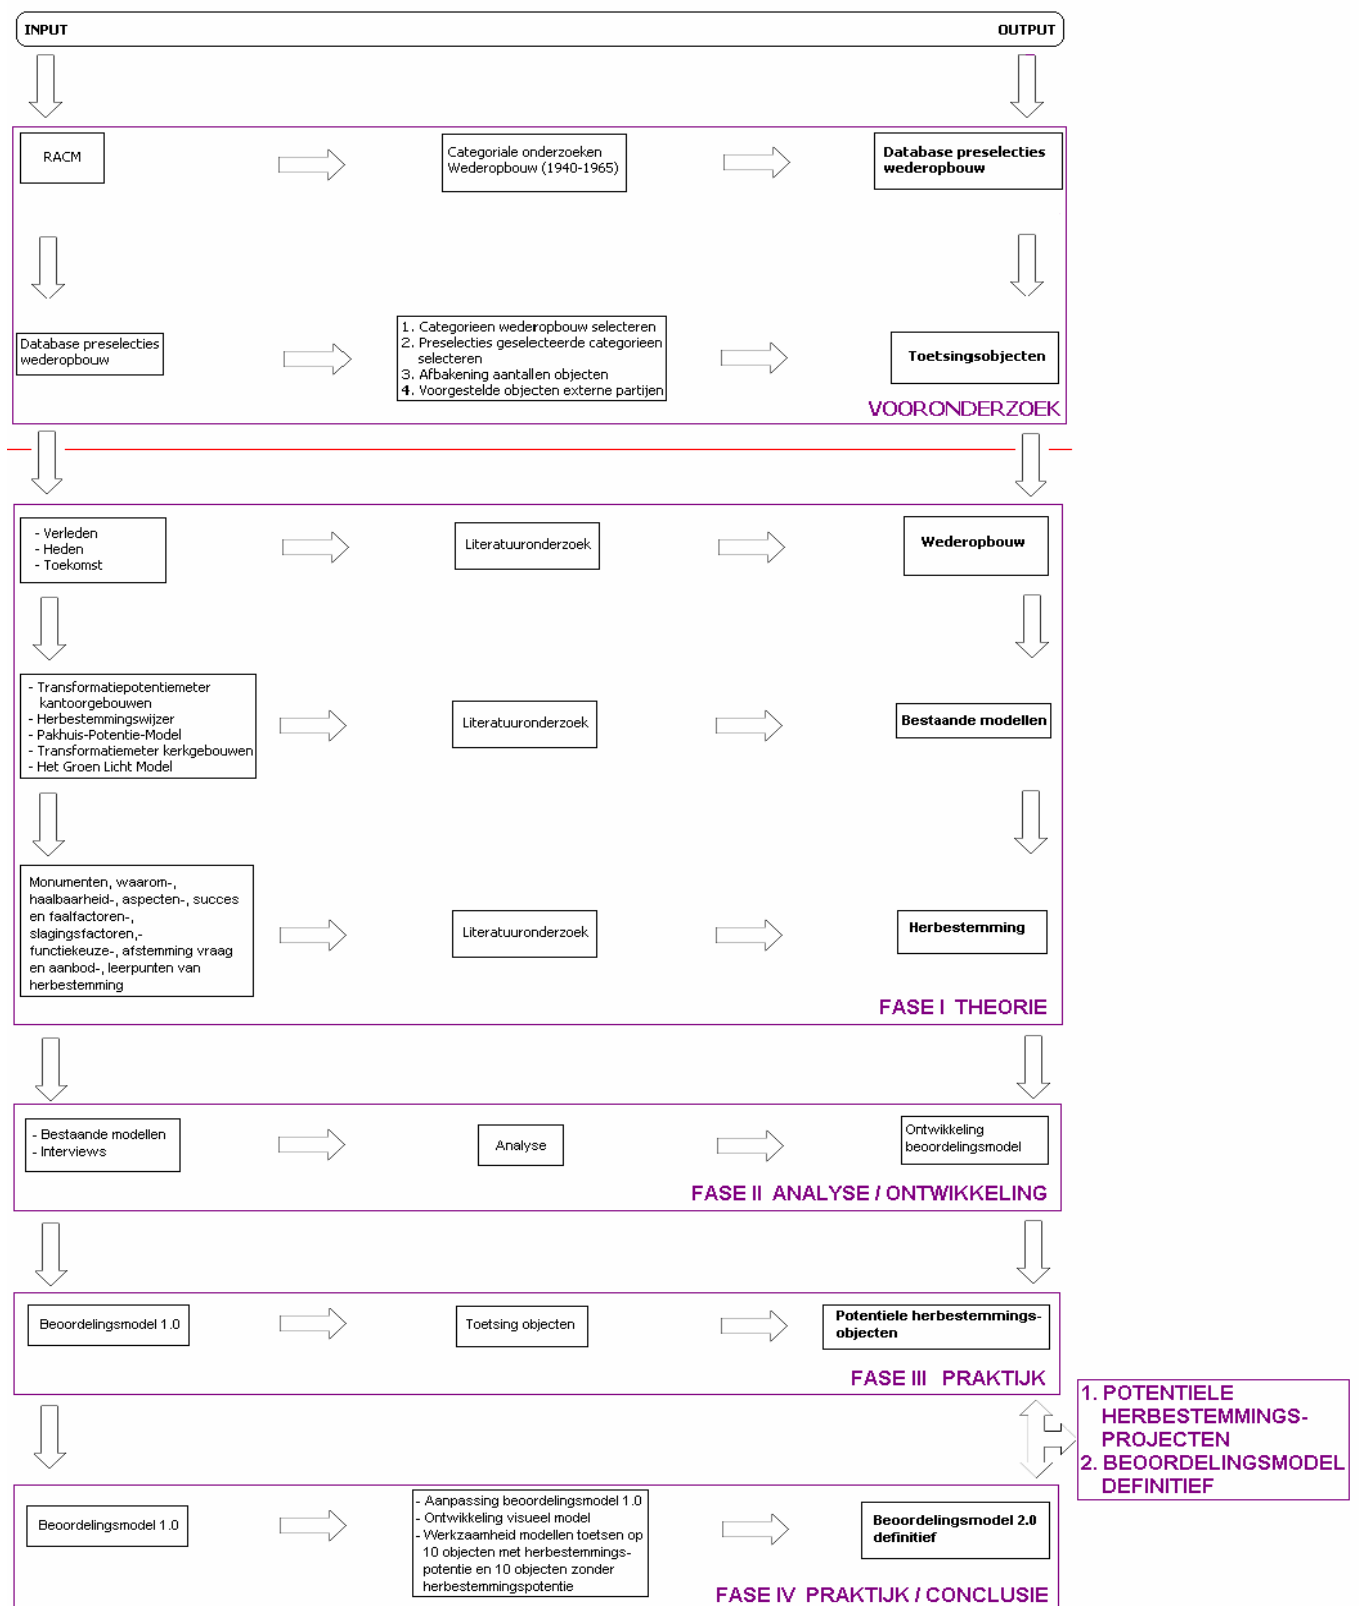 INPUT
OUTPUT
RACM
Categoriale onderzoeken
Wederopbouw (1940-1965)
Database preselecties
wederopbouw
Database preselecties
wederopbouw
1. Categorieen wederopbouw selecteren
2. Preselecties geselecteerde categorieen
selecteren
3. Afbakening aantallen objecten
4. Voorgestelde objecten externe partijen
Toetsingsobjecten
VOORONDERZOEK
- Verleden
- Heden
- Toekomst
Literatuuronderzoek
Wederopbouw
- Transformatiepotentiemeter
kantoorgebouwen
- Herbestemmingswijzer
- Pakhuis-Potentie-Model
- Transformatiemeter kerkgebouwen
- Het Groen Licht Model
Literatuuronderzoek
Bestaande modellen
Monumenten, waarom-,
haalbaarheid-, aspecten-, succes
en faalfactoren-,
slagingsfactoren,-
functiekeuze-, afstemming vraag
en aanbod-, leerpunten van
herbestemming
Literatuuronderzoek
Herbestemming
FASE I THEORIE
- Bestaande modellen
- Interviews
Analyse
Ontwikkeling
beoordelingsmodel
FASE II ANALYSE / ONTWIKKELING
Beoordelingsmodel 1.0
Toetsing objecten
Potentiele herbestemmings-
objecten
FASE III PRAKTIJK
1. POTENTIELE
HERBESTEMMINGS-
PROJECTEN
2. BEOORDELINGSMODEL
DEFINITIEF
Beoordelingsmodel 1.0
- Aanpassing beoordelingsmodel 1.0
- Ontwikkeling visueel model
- Werkzaamheid modellen toetsen op
10 objecten met herbestemmings-
potentie en 10 objecten zonder
herbestemmingspotentie
Beoordelingsmodel 2.0
definitief
FASE IV PRAKTIJK / CONCLUSIE